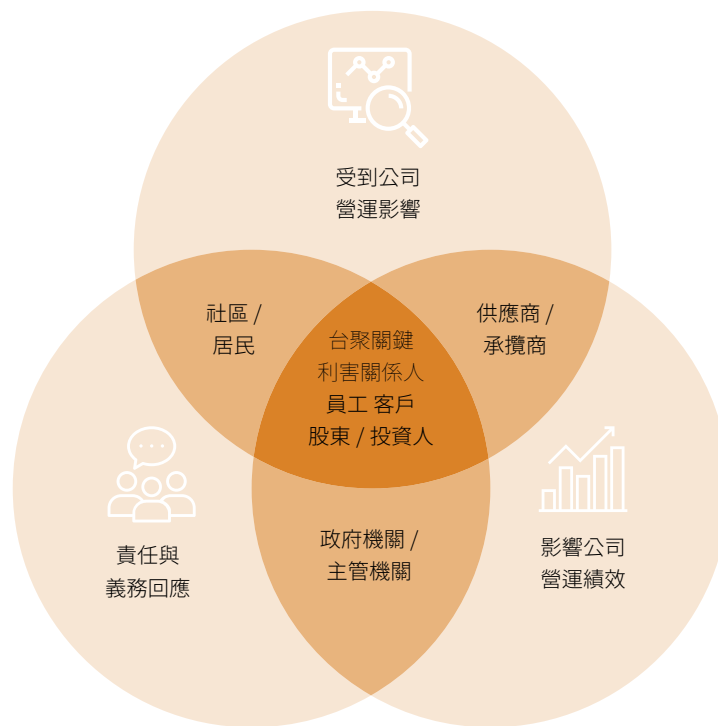 受到公司
營運影響
社區 /
居民
供應商 /
承攬商
台聚關鍵
利害關係人
員工 客戶
股東 / 投資人
責任與
義務回應
政府機關 /
主管機關
影響公司
營運績效